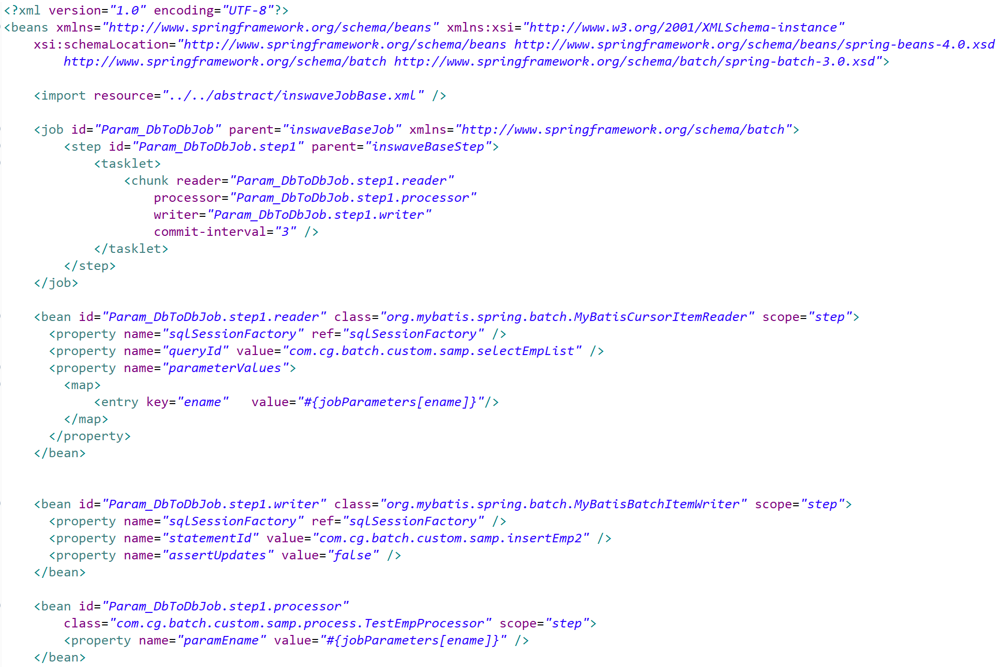 <?xml version="1.0" encoding="UTF-8"?>
<beans xmlns="http://www.springframework.org/schema/beans" xmlns:xsi="http://www.w3.org/2001/XMLSchema-instance"
    xsi:schemaLocation="http://www.springframework.org/schema/beans http://www.springframework.org/schema/beans/spring-beans-4.0.xsd
        http://www.springframework.org/schema/batch http://www.springframework.org/schema/batch/spring-batch-3.0.xsd">

    <import resource="../../abstract/inswaveJobBase.xml" />

    <job id="Param_DbToDbJob" parent="inswaveBaseJob" xmlns="http://www.springframework.org/schema/batch">
        <step id="Param_DbToDbJob.step1" parent="inswaveBaseStep">
            <tasklet>
                <chunk reader="Param_DbToDbJob.step1.reader"
                    processor="Param_DbToDbJob.step1.processor"
                    writer="Param_DbToDbJob.step1.writer"
                    commit-interval="3" />
            </tasklet>
        </step>
    </job>

    <bean id="Param_DbToDbJob.step1.reader" class="org.mybatis.spring.batch.MyBatisCursorItemReader" scope="step">
      <property name="sqlSessionFactory" ref="sqlSessionFactory" />
      <property name="queryId" value="com.cg.batch.custom.samp.selectEmpList" />
      <property name="parameterValues">
        <map>
            <entry key="ename"   value="#{jobParameters[ename]}"/>
        </map>
      </property>
    </bean>

    <bean id="Param_DbToDbJob.step1.writer" class="org.mybatis.spring.batch.MyBatisBatchItemWriter" scope="step">
      <property name="sqlSessionFactory" ref="sqlSessionFactory" />
      <property name="statementId" value="com.cg.batch.custom.samp.insertEmp2" />
      <property name="assertUpdates" value="false" />
    </bean>

    <bean id="Param_DbToDbJob.step1.processor"
        class="com.cg.batch.custom.samp.process.TestEmpProcessor" scope="step">
        <property name="paramEname" value="#{jobParameters[ename]}" />
    </bean>